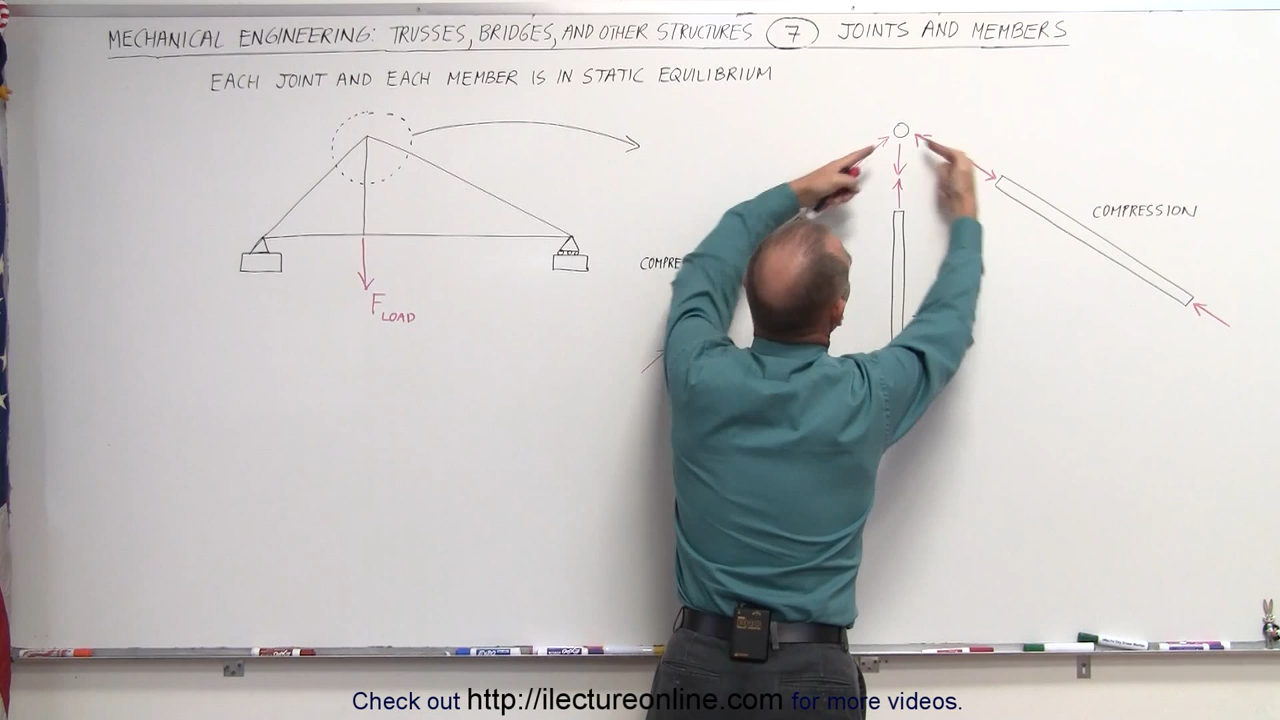 MECHANICAL ENGINEERING: TRUSSES, BRIDGES, AND OTHER STRUCTURES 7 JOINTS AND MEMBERS
EACH JOINT AND EACH MEMBER IS IN STATIC EQUILIBRIUM
COMPRESSION
COMPRE
F LOAD
Check out http://ilectureonline.com for more videos.